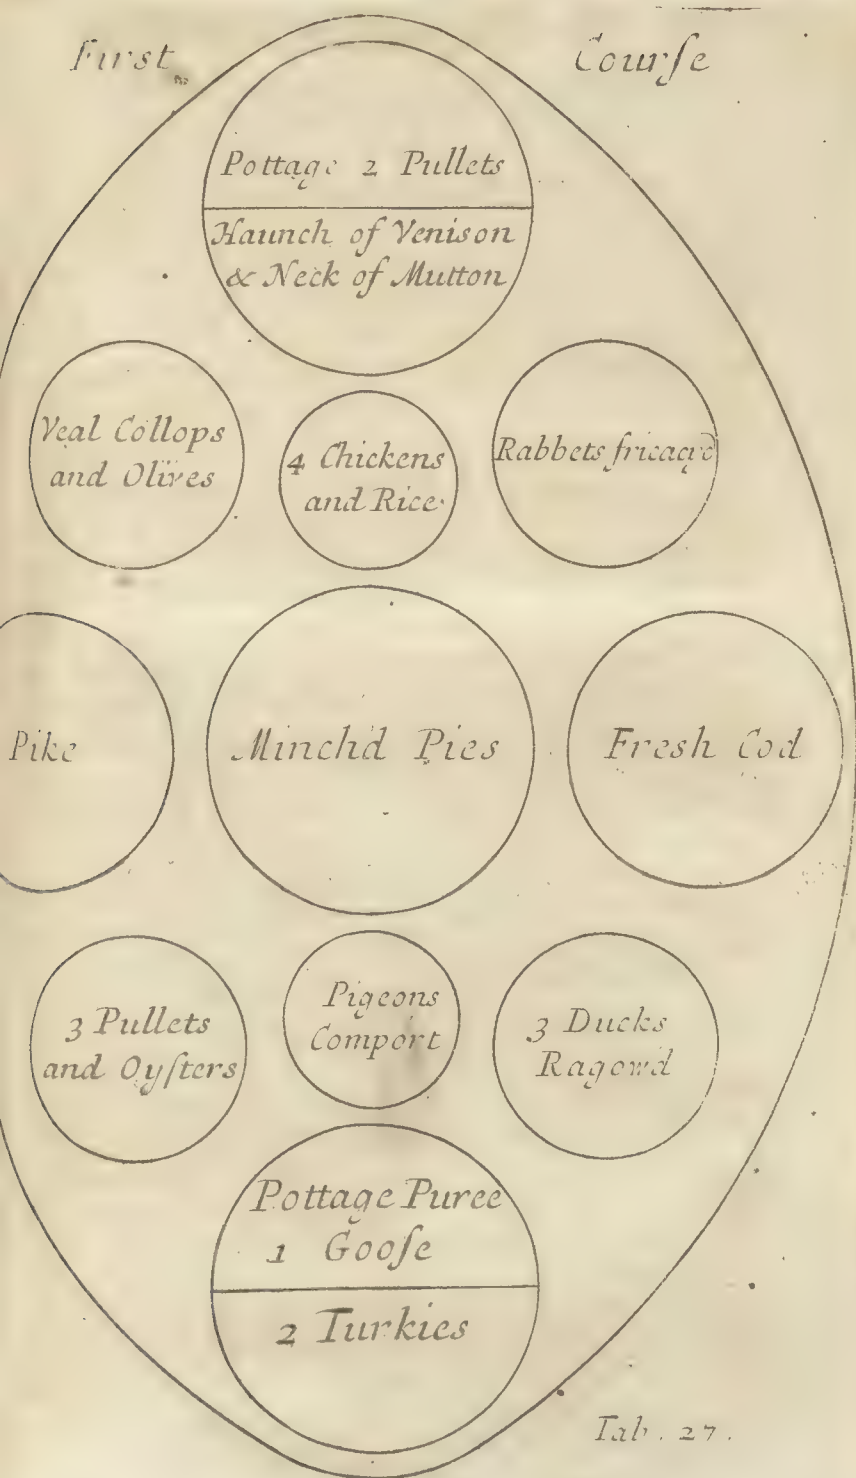 First Courſe
Pottage 2 Pullets
Haunch of Veniſon
& Neck of Mutton
Veal Collops
and Olives
4 Chickens
and Rice
Rabbets fricaq̃d
Pike
Minch'd Pies
Fresh Cod
3 Pullets
and Oyſters
Pigeons
Comport
3 Ducks
Ragow'd
Pottage Puree
1 Gooſe
2 Turkies
Tab. 27.